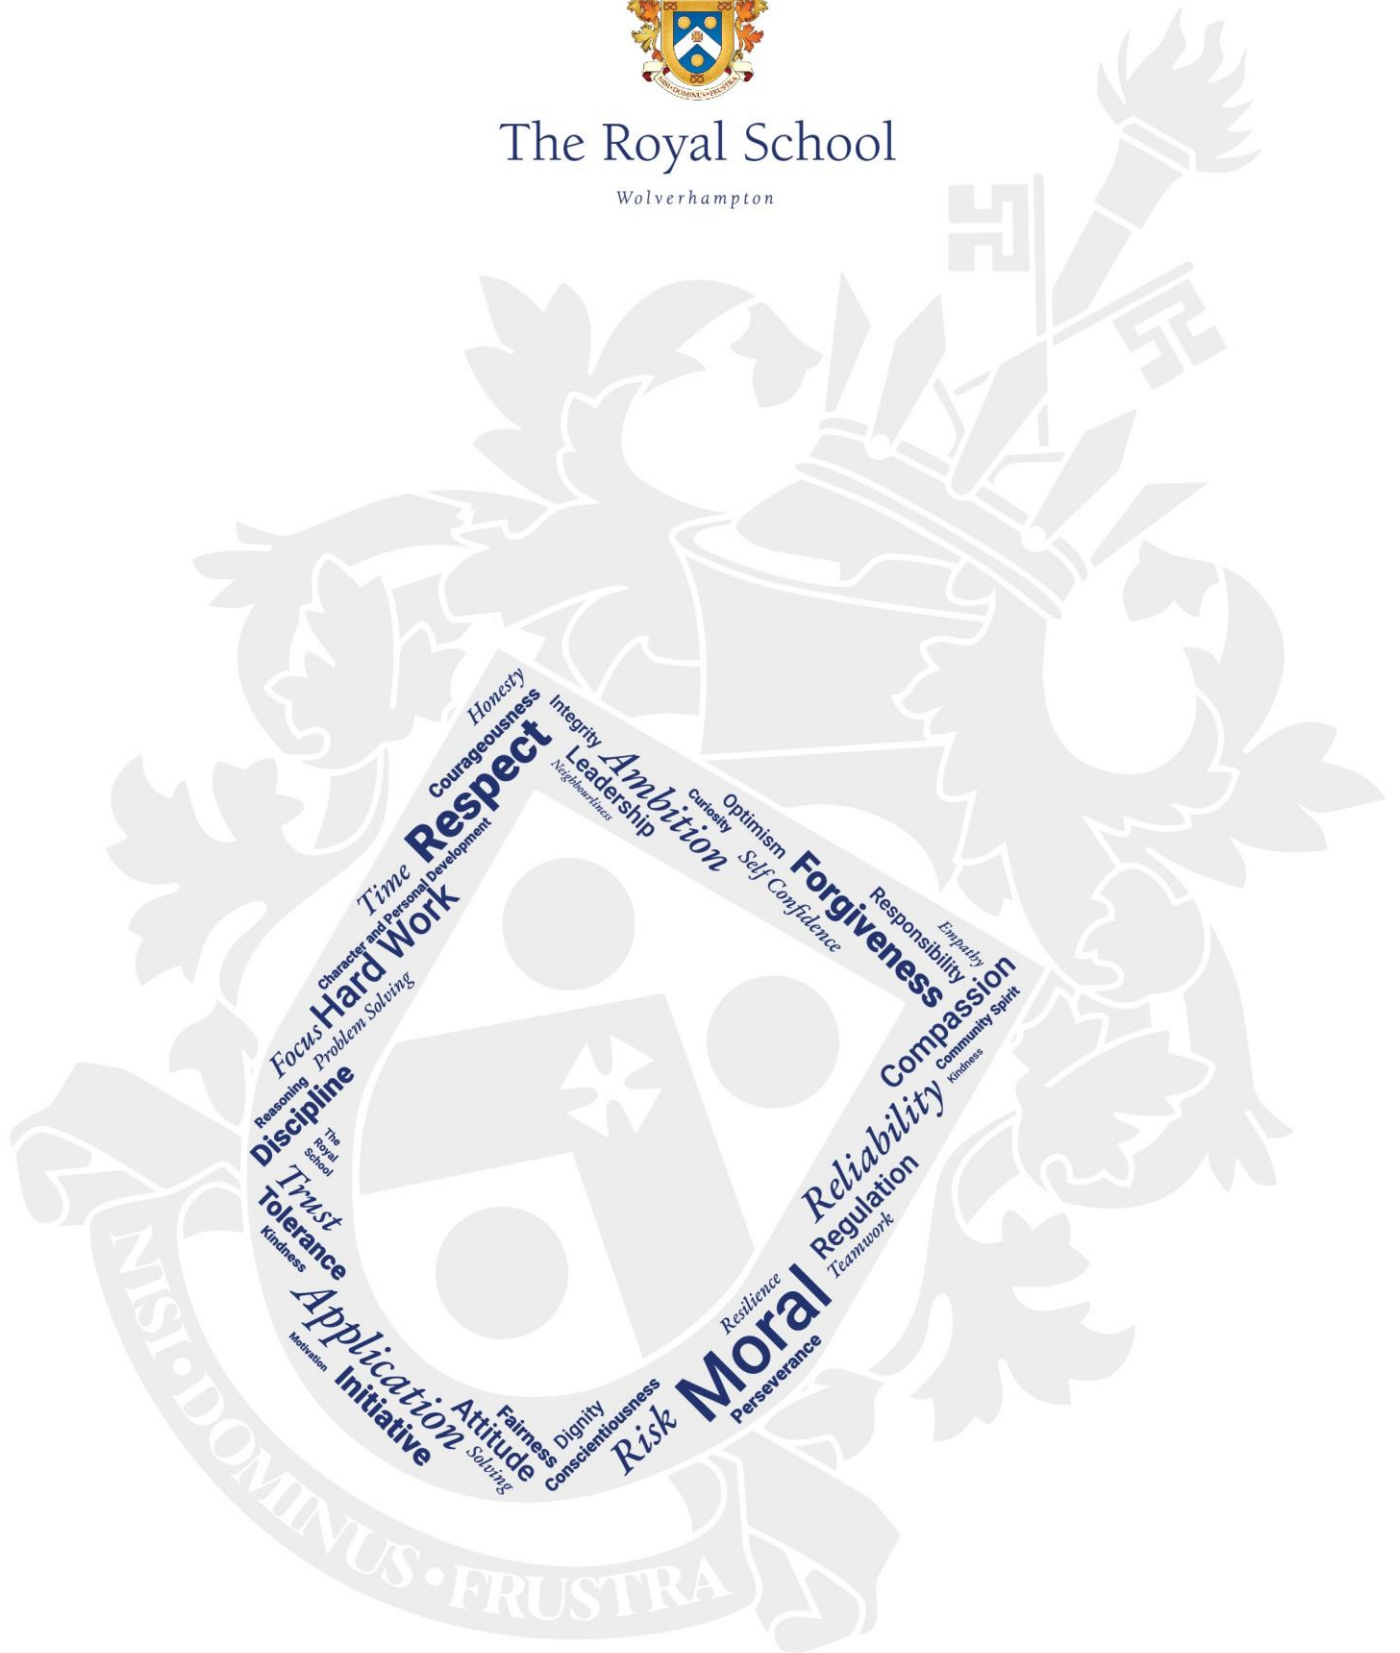 NISI·DOMINUS·FRUSTRA
The Royal School
Wolverhampton
Honesty
Courageousness
Respect
Integrity
Leadership
Neighbourliness
Ambition
Curiosity
Optimism
Self Confidence
Forgiveness
Responsibility
Empathy
Compassion
Community Spirit
Kindness
Reliability
Regulation
Teamwork
Resilience
Moral
Perseverance
Risk
Conscientiousness
Dignity
Fairness
Attitude
Solving
Application
Initiative
Motivation
Kindness
Tolerance
Trust
The
Royal
School
Discipline
Reasoning
Focus
Problem Solving
Hard Work
Character and Personal Development
Time
NISI·DOMINUS·FRUSTRA